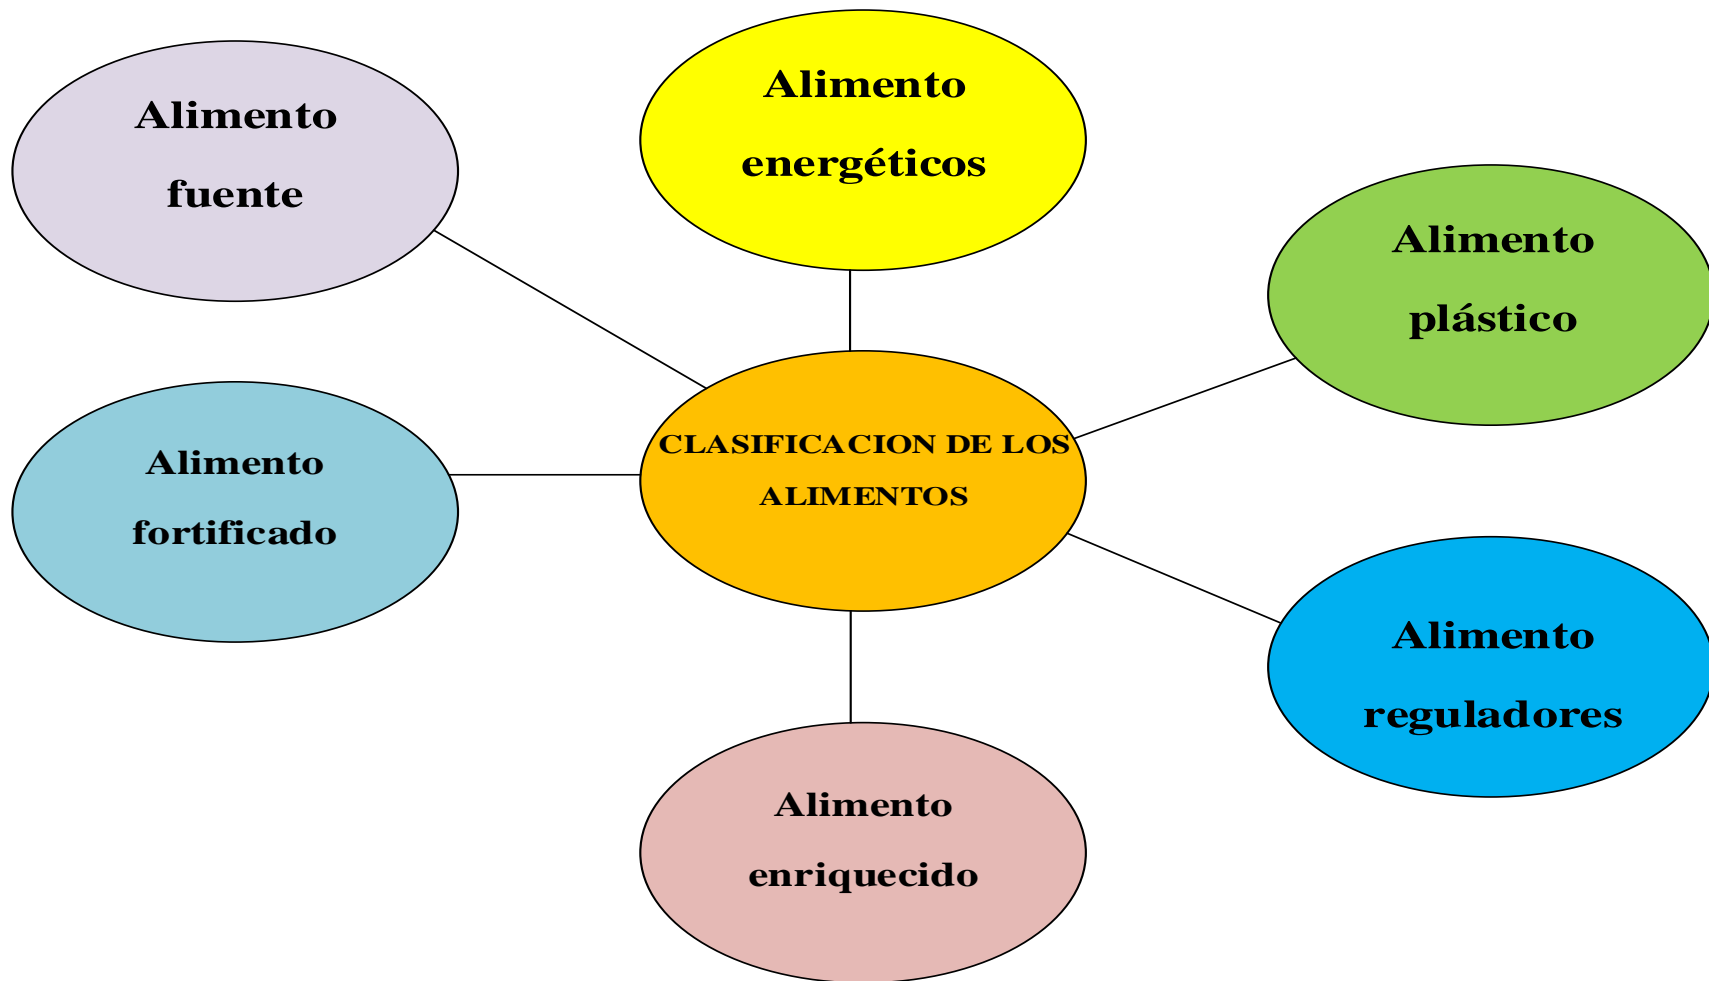 Alimento
fuente
Alimento
energéticos
Alimento
plástico
Alimento
fortificado
CLASIFICACION DE LOS
ALIMENTOS
Alimento
reguladores
Alimento
enriquecido